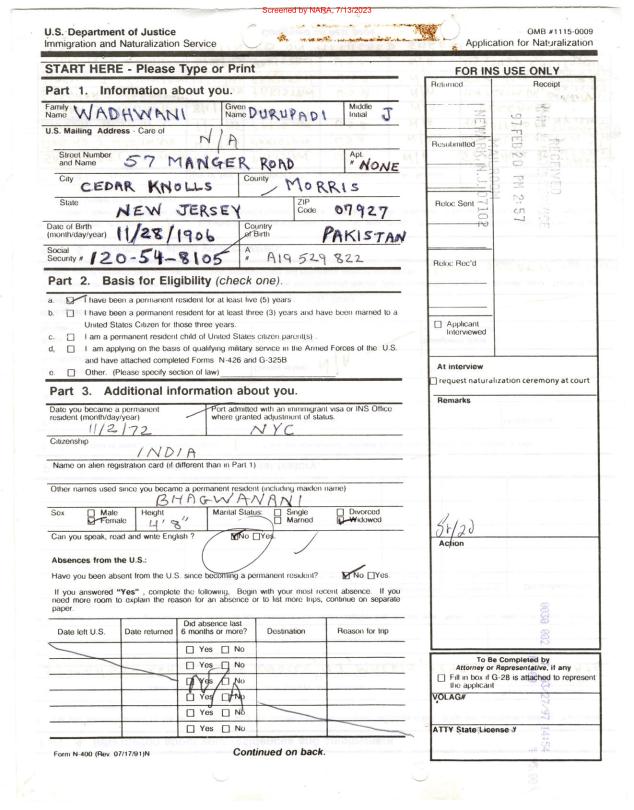 Screened by NARA, 7/13/2023
U.S. Department of Justice
Immigration and Naturalization Service
OMB #1115-0009
Application for Naturalization
START HERE - Please Type or Print
Part 1. Information about you.
Family Name WADHWANI Given Name DURUPADI Middle Initial J
U.S. Mailing Address - Care of
N/A
Street Number and Name 57 MANGER ROAD Apt. # NONE
City CEDAR KNOLLS County MORRIS
State NEW JERSEY ZIP Code 07927
Date of Birth (month/day/year) 11/28/1906 Country of Birth PAKISTAN
Social Security # 120-54-8105 A # A19 529 822
Part 2. Basis for Eligibility (check one).
a. I have been a permanent resident for at least five (5) years
b. I have been a permanent resident for at least three (3) years and have been married to a
United States Citizen for those three years.
c. I am a permanent resident child of United States citizen parent(s).
d. I am applying on the basis of qualifying military service in the Armed Forces of the U.S.
and have attached completed Forms N-426 and G-325B
e. Other. (Please specify section of law)
Part 3. Additional information about you.
Date you became a permanent resident (month/day/year)
11/2/72
Port admitted with an immigrant visa or INS Office where granted adjustment of status.
NYC
Citizenship
INDIA
Name on alien registration card (if different than in Part 1)
Other names used since you became a permanent resident (including maiden name)
BHAGWANANI
Sex Male Female Height 4' 8" Marital Status: Single Married Divorced Widowed
Can you speak, read and write English ? No Yes.
Absences from the U.S.:
Have you been absent from the U.S. since becoming a permanent resident? No Yes.
If you answered "Yes" , complete the following. Begin with your most recent absence. If you
need more room to explain the reason for an absence or to list more trips, continue on separate
paper.
Date left U.S. Date returned Did absence last 6 months or more? Destination Reason for trip
Yes No
Yes No
Yes No
Yes No
Yes No
Yes No
Form N-400 (Rev. 07/17/91)N
Continued on back.
FOR INS USE ONLY
Returned Receipt
NEWARK, N.J. 07102
97 FEB 20 PM 2:57
RECEIVED
Resubmitted
Reloc Sent
Reloc Rec'd
Applicant Interviewed
At interview
request naturalization ceremony at court
Remarks
Action
To Be Completed by
Attorney or Representative, if any
Fill in box if G-28 is attached to represent
the applicant
VOLAG#
ATTY State License #